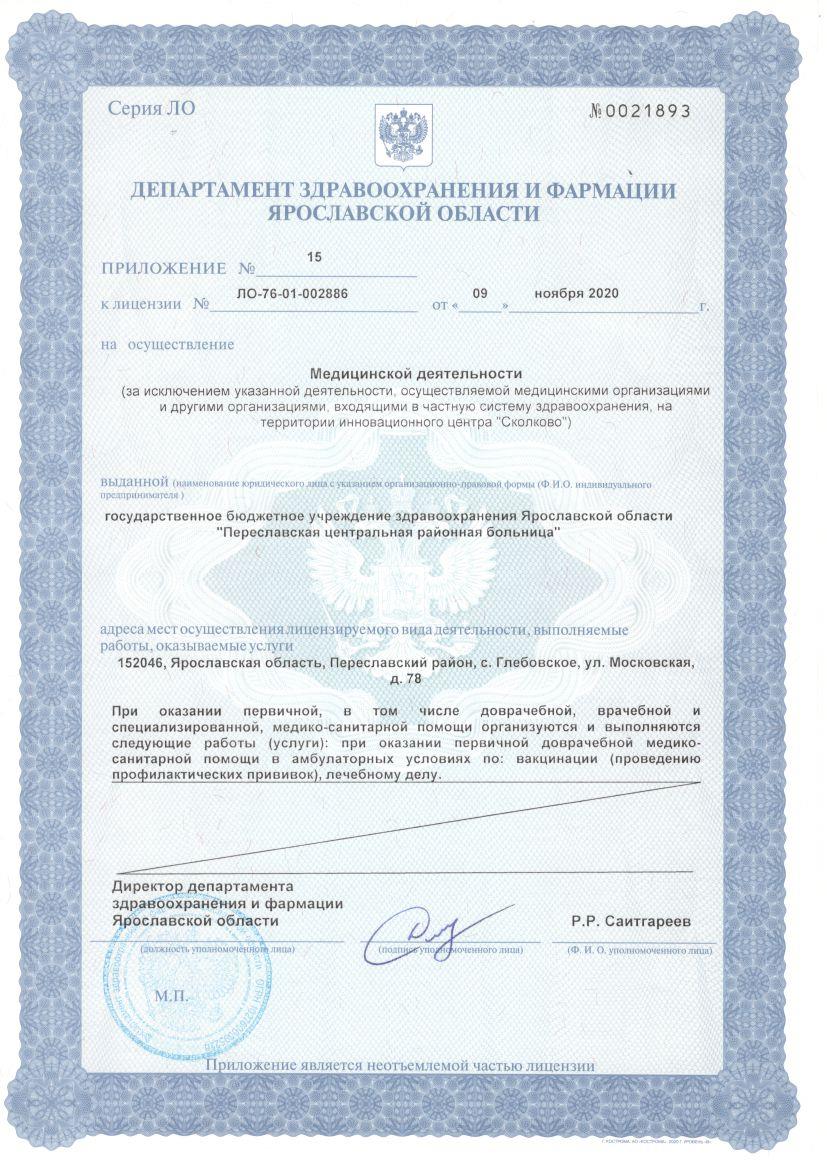 Серия ЛО
№ 0021893
ДЕПАРТАМЕНТ ЗДРАВООХРАНЕНИЯ И ФАРМАЦИИ
ЯРОСЛАВСКОЙ ОБЛАСТИ
ПРИЛОЖЕНИЕ № 15
к лицензии № ЛО-76-01-002886 от « 09 » ноября 2020 г.
на осуществление
Медицинской деятельности
(за исключением указанной деятельности, осуществляемой медицинскими организациями
и другими организациями, входящими в частную систему здравоохранения, на
территории инновационного центра "Сколково")
выданной (наименование юридического лица с указанием организационно-правовой формы (Ф.И.О. индивидуального
предпринимателя )
государственное бюджетное учреждение здравоохранения Ярославской области
"Переславская центральная районная больница"
адреса мест осуществления лицензируемого вида деятельности, выполняемые
работы, оказываемые услуги
152046, Ярославская область, Переславский район, с. Глебовское, ул. Московская,
д. 78
При оказании первичной, в том числе доврачебной, врачебной и
специализированной, медико-санитарной помощи организуются и выполняются
следующие работы (услуги): при оказании первичной доврачебной медико-
санитарной помощи в амбулаторных условиях по: вакцинации (проведению
профилактических прививок), лечебному делу.
Директор департамента
здравоохранения и фармации
Ярославской области
Р.Р. Саитгареев
(должность уполномоченного лица)
(подпись уполномоченного лица)
(Ф. И. О. уполномоченного лица)
М.П.
Приложение является неотъемлемой частью лицензии